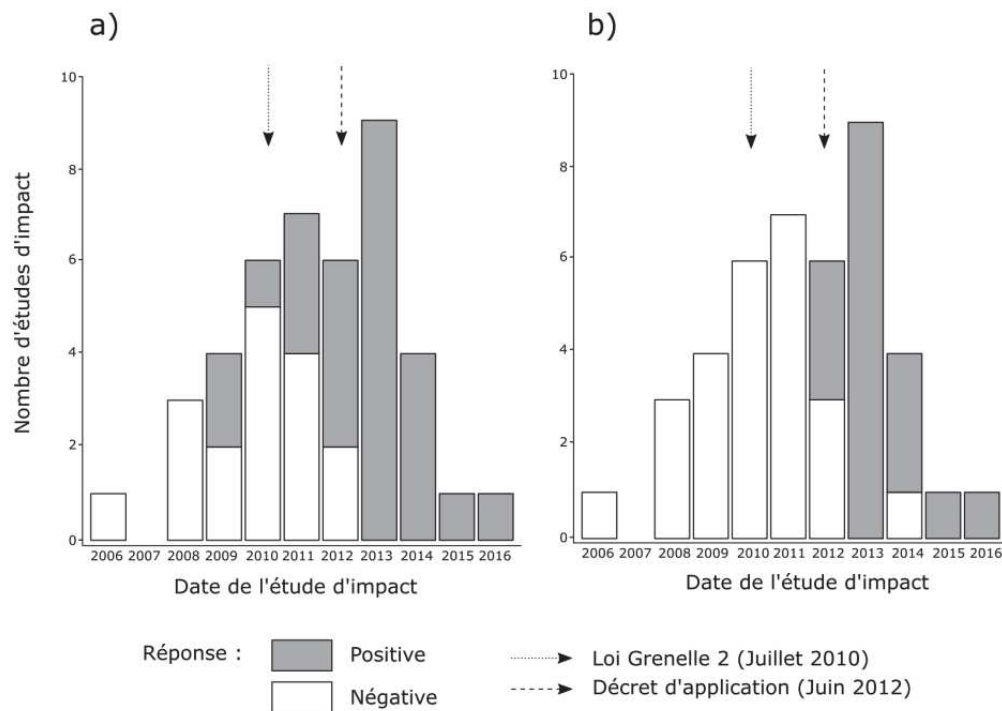 a)
10
8
6
4
2
0
Nombre d'études d'impact
2006 2007 2008 2009 2010 2011 2012 2013 2014 2015 2016
Date de l'étude d'impact
b)
10
8
6
4
2
0
2006 2007 2008 2009 2010 2011 2012 2013 2014 2015 2016
Date de l'étude d'impact
Réponse :
Positive
Négative
Loi Grenelle 2 (Juillet 2010)
Décret d'application (Juin 2012)